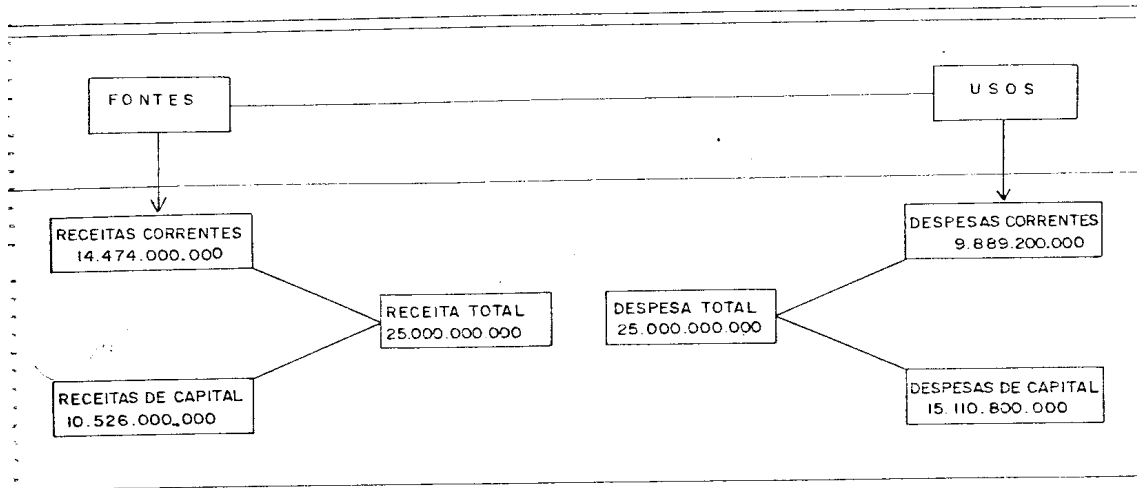 FONTES
USOS
RECEITAS CORRENTES
14.474.000.000
DESPESAS CORRENTES
9.889.200.000
RECEITA TOTAL
25.000.000.000
DESPESA TOTAL
25.000.000.000
RECEITAS DE CAPITAL
10.526.000.000
DESPESAS DE CAPITAL
15.110.800.000